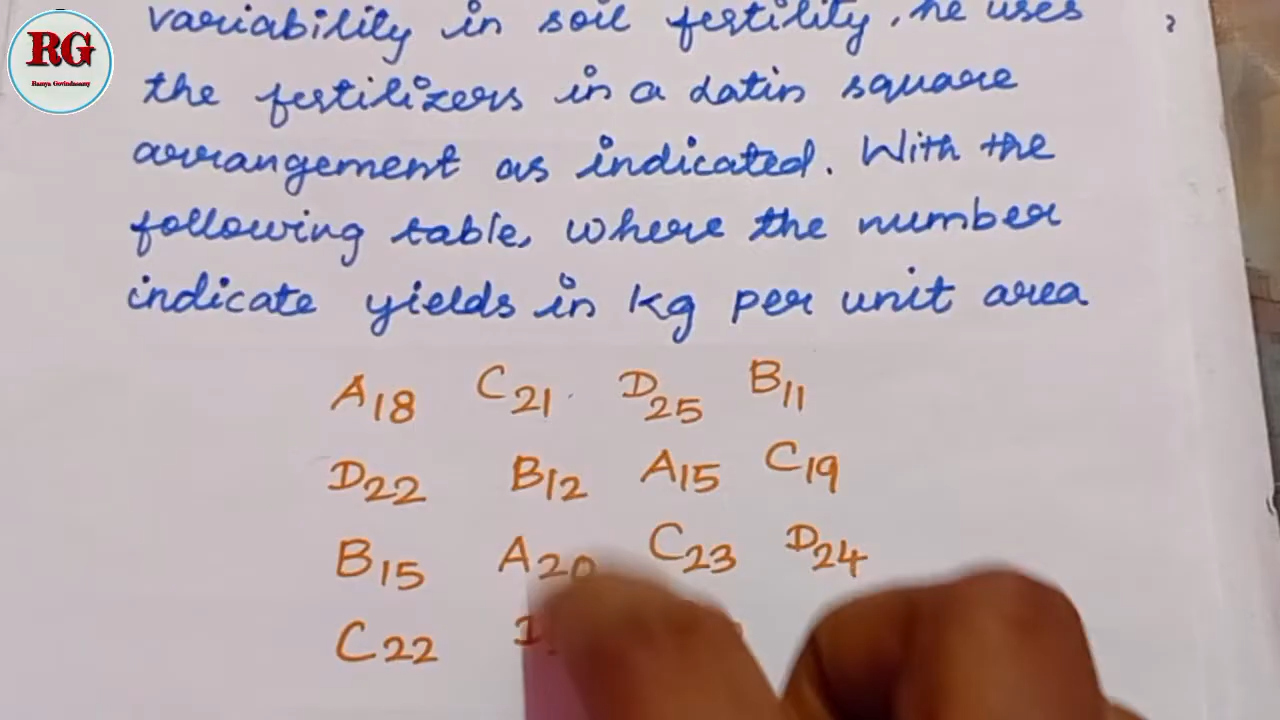 RG
Ramya Govindasamy
variability in soil fertility, he uses
the fertilizers in a Latin square
arrangement as indicated. With the
following table, where the number
indicate yields in kg per unit area
A18 C21 D25 B11
D22 B12 A15 C19
B15 A20 C23 D24
C22